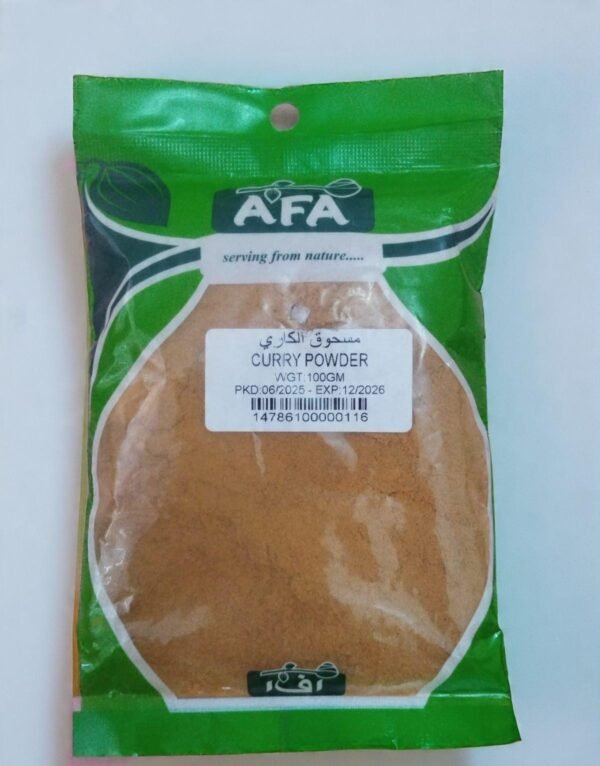 AFA
serving from nature.....
مسحوق الكاري
CURRY POWDER
WGT:100GM
PKD:06/2025 - EXP:12/2026
14786100000116
افا